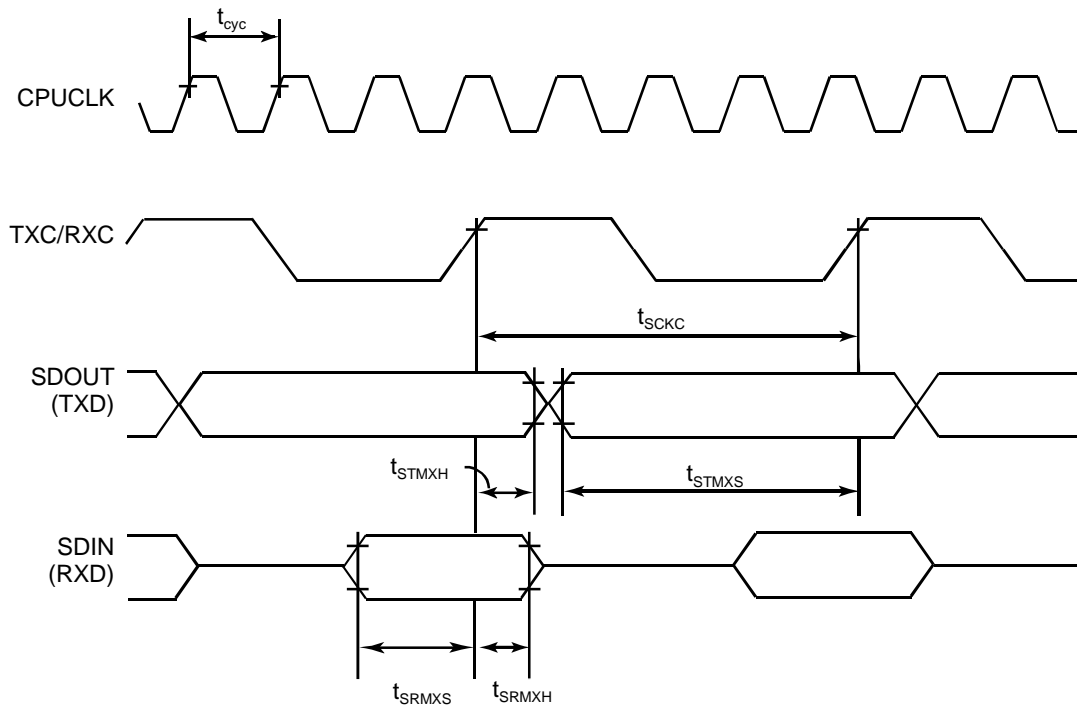 tcyc
CPUCLK
TXC/RXC
tSCKC
SDOUT
(TXD)
tSTMXH
tSTMXS
SDIN
(RXD)
tSRMXS
tSRMXH